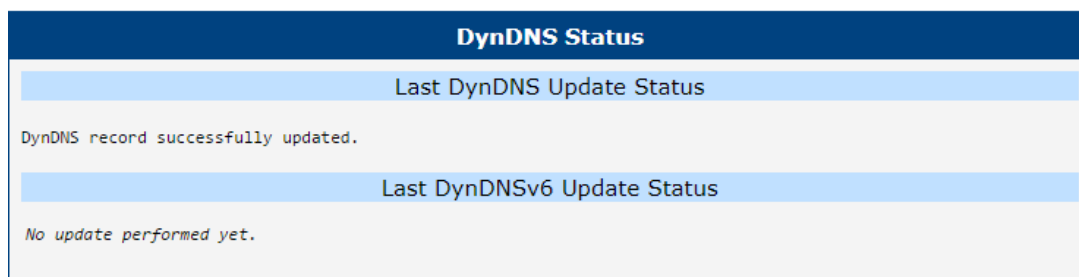 DynDNS Status
Last DynDNS Update Status
DynDNS record successfully updated.
Last DynDNSv6 Update Status
No update performed yet.